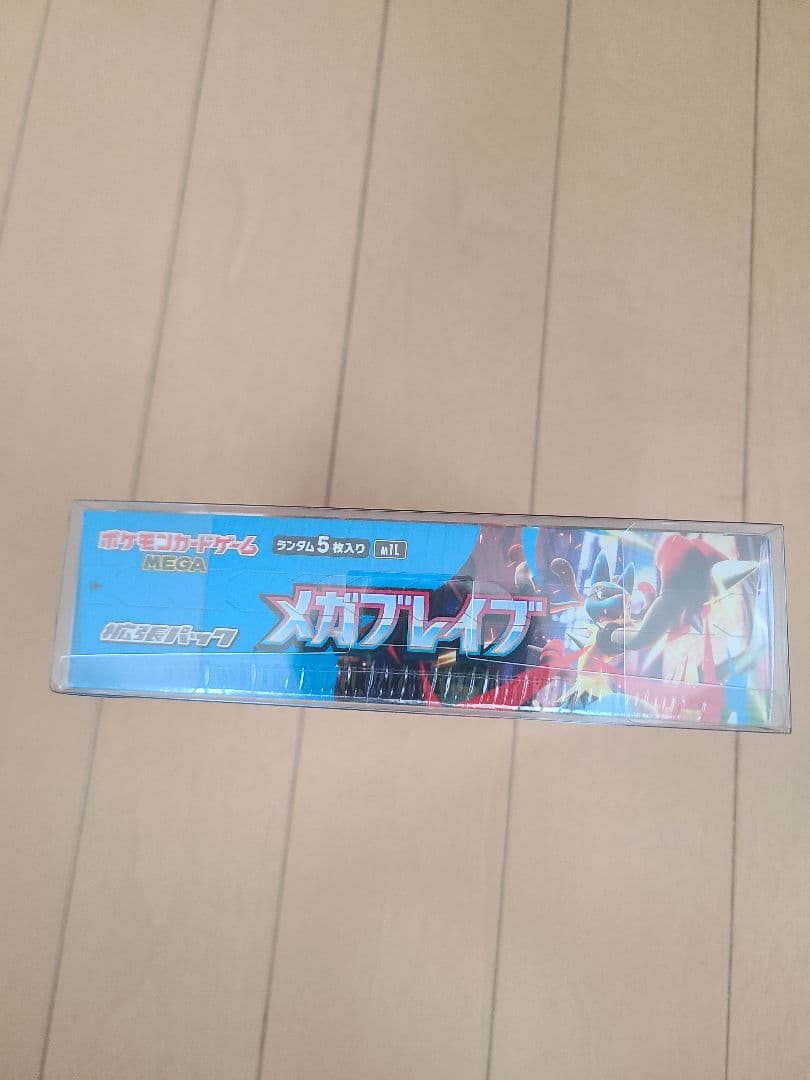 ポケモンカードゲーム
MEGA
ランダム5枚入り M1L
拡張パック
メガブレイブ